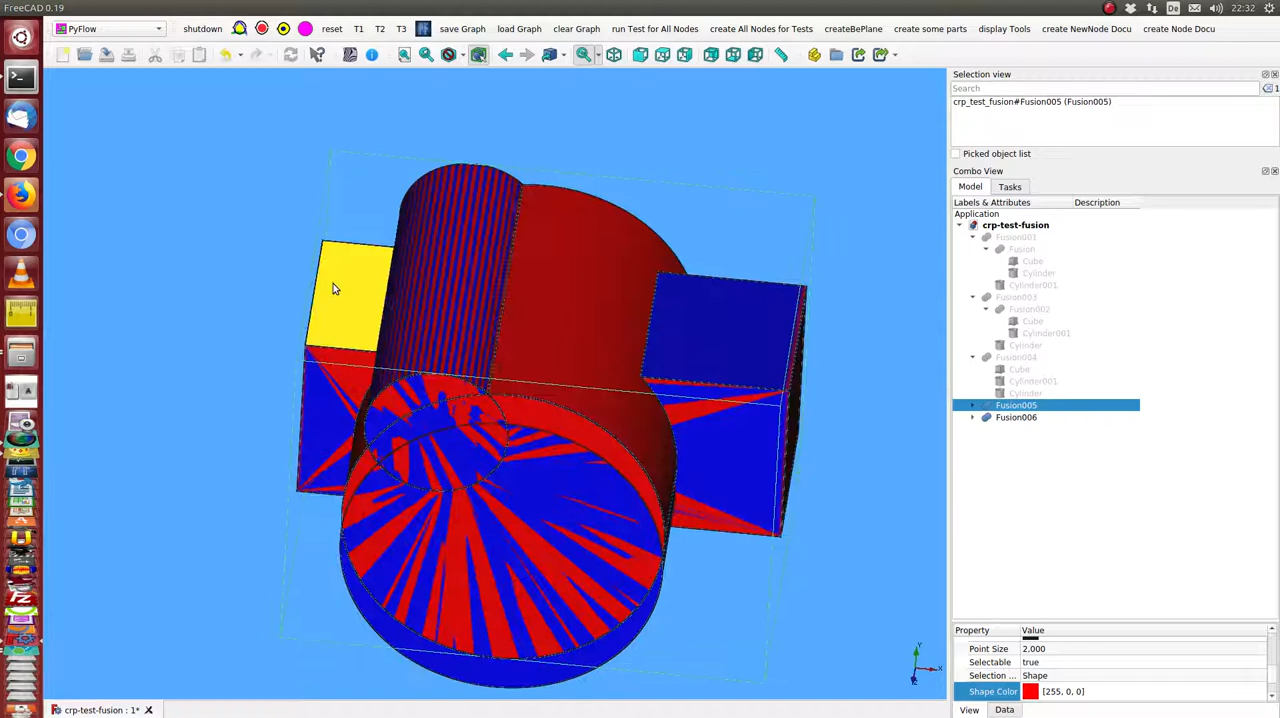 FreeCAD 0.19
De
22:32
PyFlow
shutdown
reset
T1
T2
T3
save Graph
load Graph
clear Graph
run Test for All Nodes
create All Nodes for Tests
createBePlane
create some parts
display Tools
create NewNode Docu
create Node Docu
Selection view
Search
1
crp_test_fusion#Fusion005 (Fusion005)
Picked object list
Combo View
Model
Tasks
Labels & Attributes
Description
Application
crp-test-fusion
Fusion001
Fusion
Cube
Cylinder
Cylinder001
Fusion003
Fusion002
Cube
Cylinder001
Cylinder
Fusion004
Cube
Cylinder001
Cylinder
Fusion005
Fusion006
Property
Value
Point Size
2.000
Selectable
true
Selection ...
Shape
Shape Color
[255, 0, 0]
View
Data
crp-test-fusion : 1*
Y
X